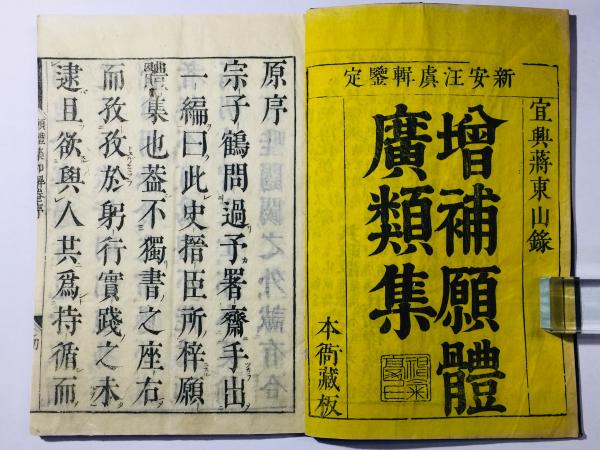 新安汪虞輯鑒定
宜興蔣東山錄
增補願體
廣類集
本衙藏板
原序
宗子鶴問過予署齋手出
一編曰此史搢臣所梓願
體集也蓋不獨書之座右
而孜孜於躬行實踐之未
逮且欲與人共爲持循而